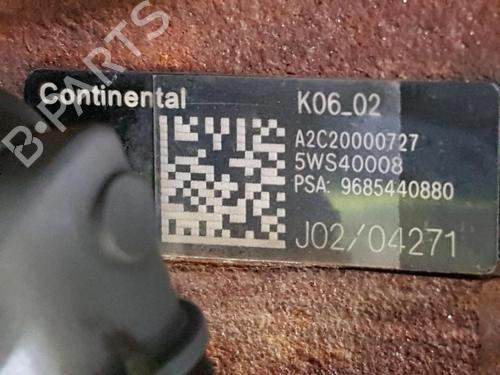 B-PARTS
Continental
K06_02
A2C20000727
5WS40008
PSA: 9685440880
J02/04271